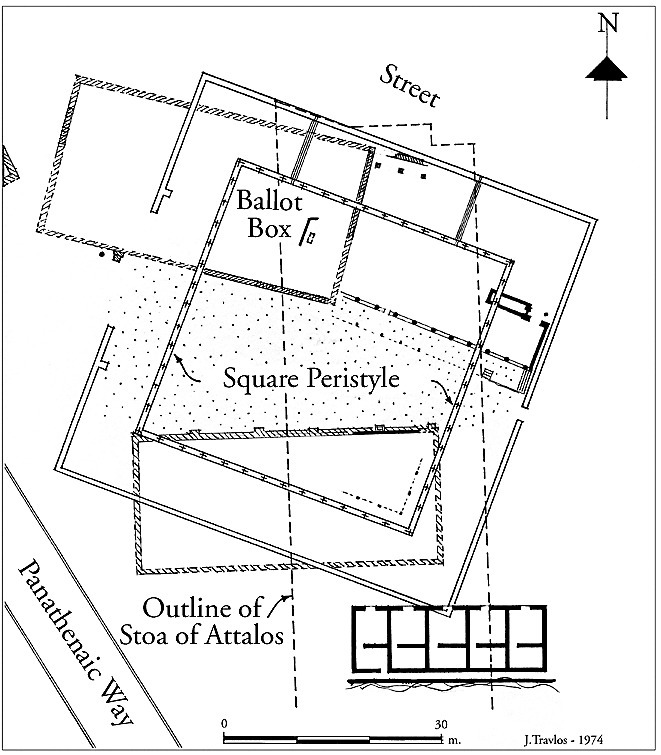 N
Street
Ballot
Box
Square Peristyle
Outline of
Stoa of Attalos
Panathenaic Way
0 30 m.
J.Travlos - 1974